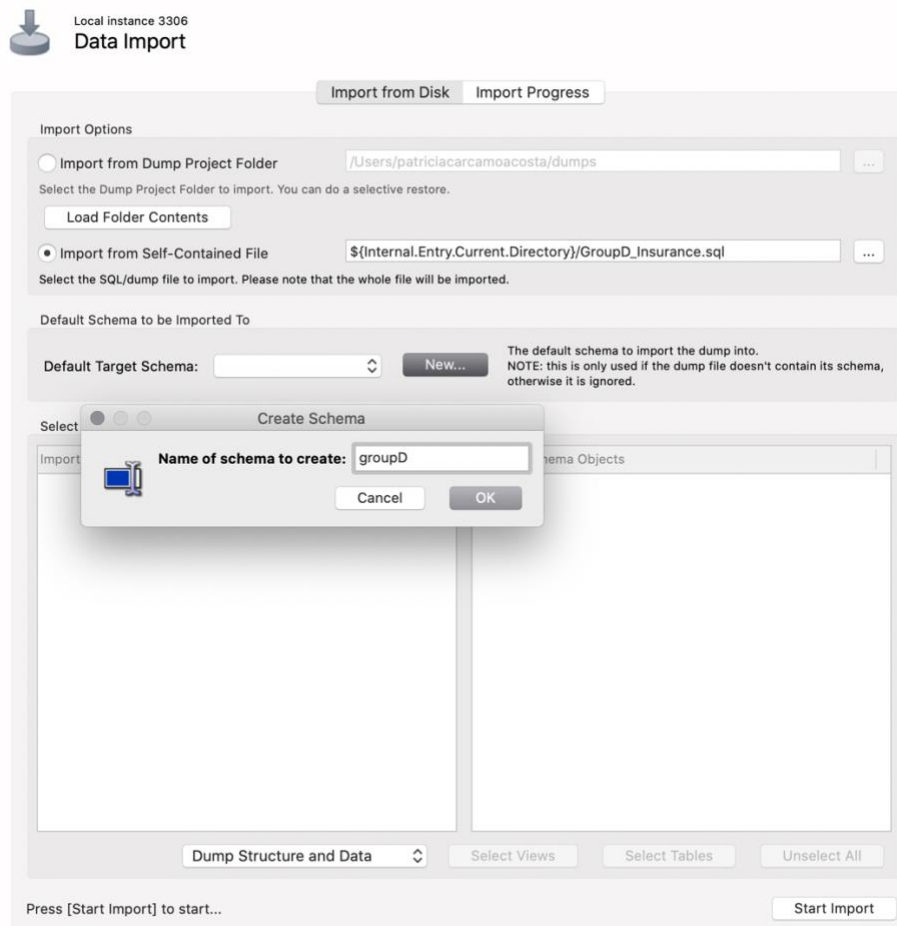 Local instance 3306
Data Import
Import from Disk Import Progress
Import Options
Import from Dump Project Folder /Users/patriciacarcamoacosta/dumps ...
Select the Dump Project Folder to import. You can do a selective restore.
Load Folder Contents
Import from Self-Contained File ${Internal.Entry.Current.Directory}/GroupD_Insurance.sql ...
Select the SQL/dump file to import. Please note that the whole file will be imported.
Default Schema to be Imported To
Default Target Schema: New...
The default schema to import the dump into.
NOTE: this is only used if the dump file doesn't contain its schema,
otherwise it is ignored.
Select
Create Schema
Import
Name of schema to create: groupD
hema Objects
Cancel OK
Dump Structure and Data Select Views Select Tables Unselect All
Press [Start Import] to start... Start Import